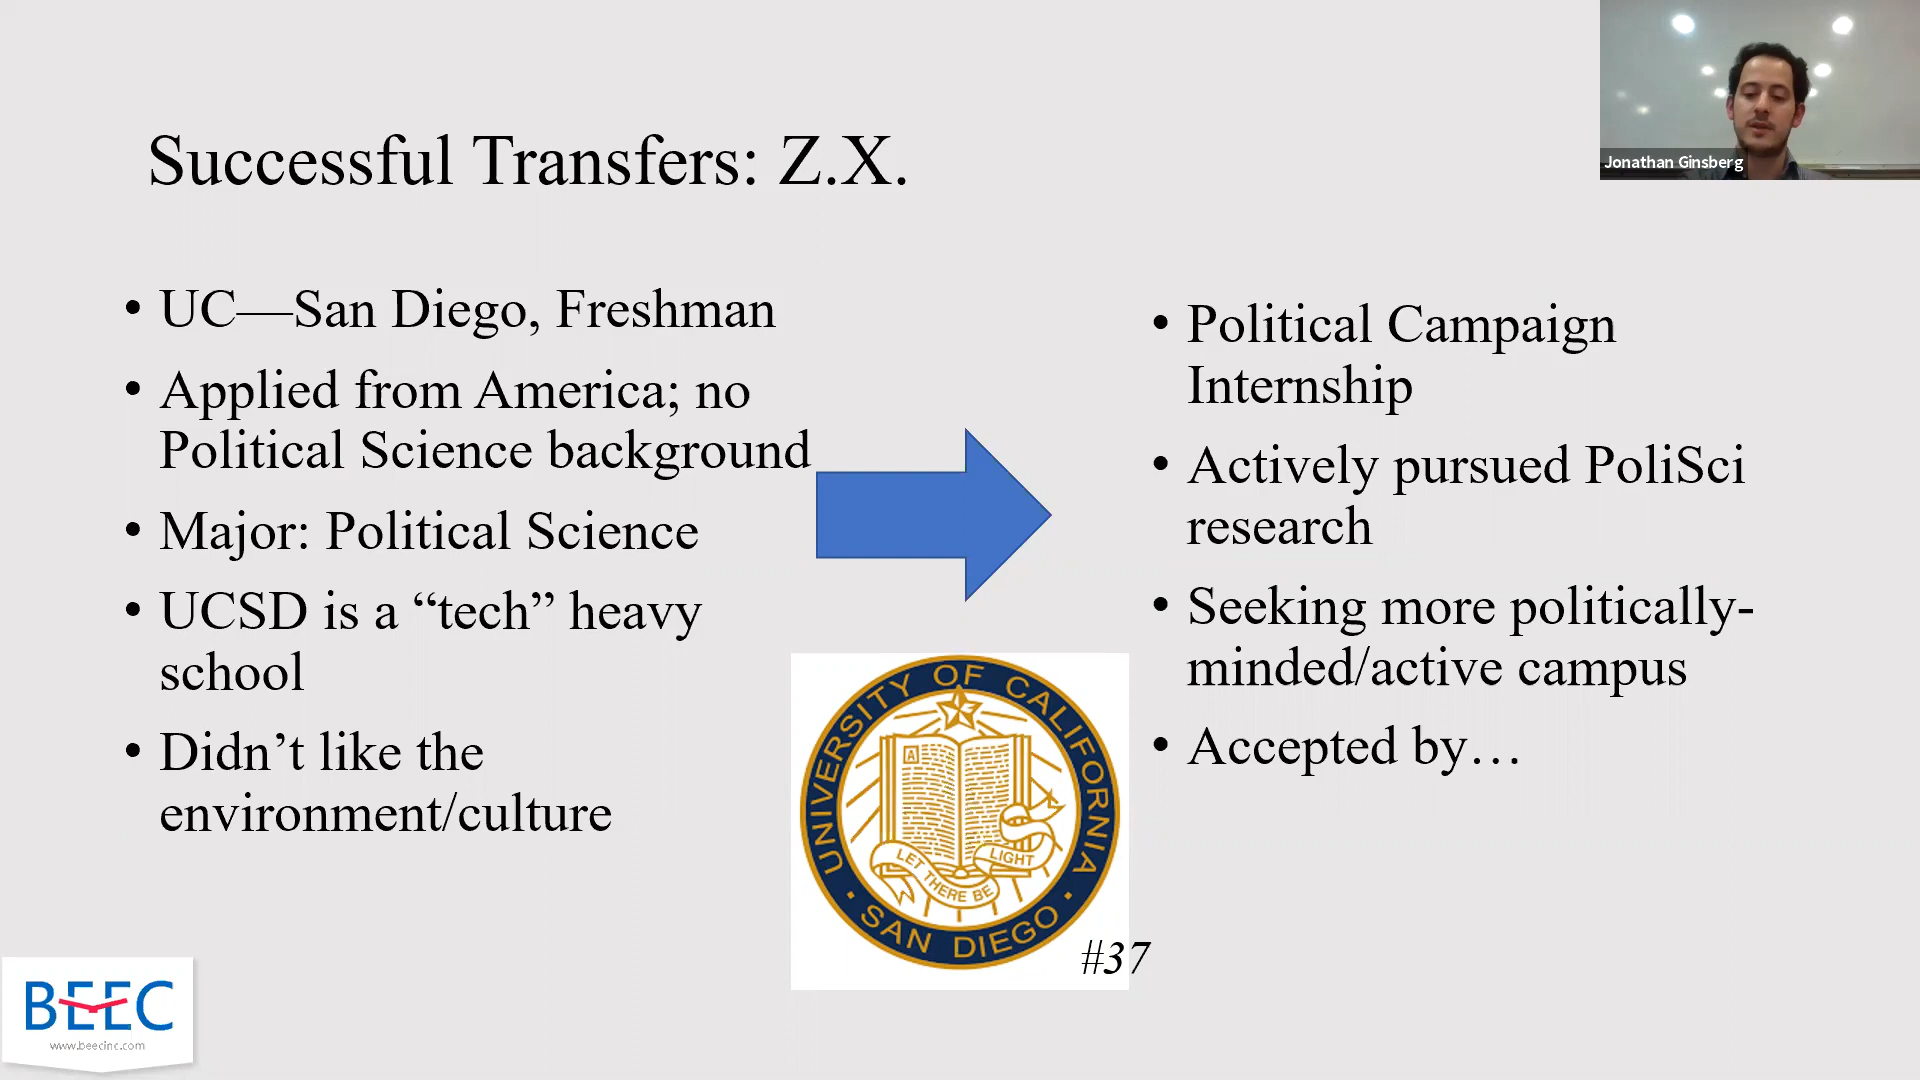 Jonathan Ginsberg
Successful Transfers: Z.X.
• UC—San Diego, Freshman
• Applied from America; no
Political Science background
• Major: Political Science
• UCSD is a “tech” heavy
school
• Didn’t like the
environment/culture
• Political Campaign
Internship
• Actively pursued PoliSci
research
• Seeking more politically-
minded/active campus
• Accepted by…
UNIVERSITY OF CALIFORNIA
A
LET THERE BE LIGHT
• SAN DIEGO •
#37
BEEC
www.beecinc.com